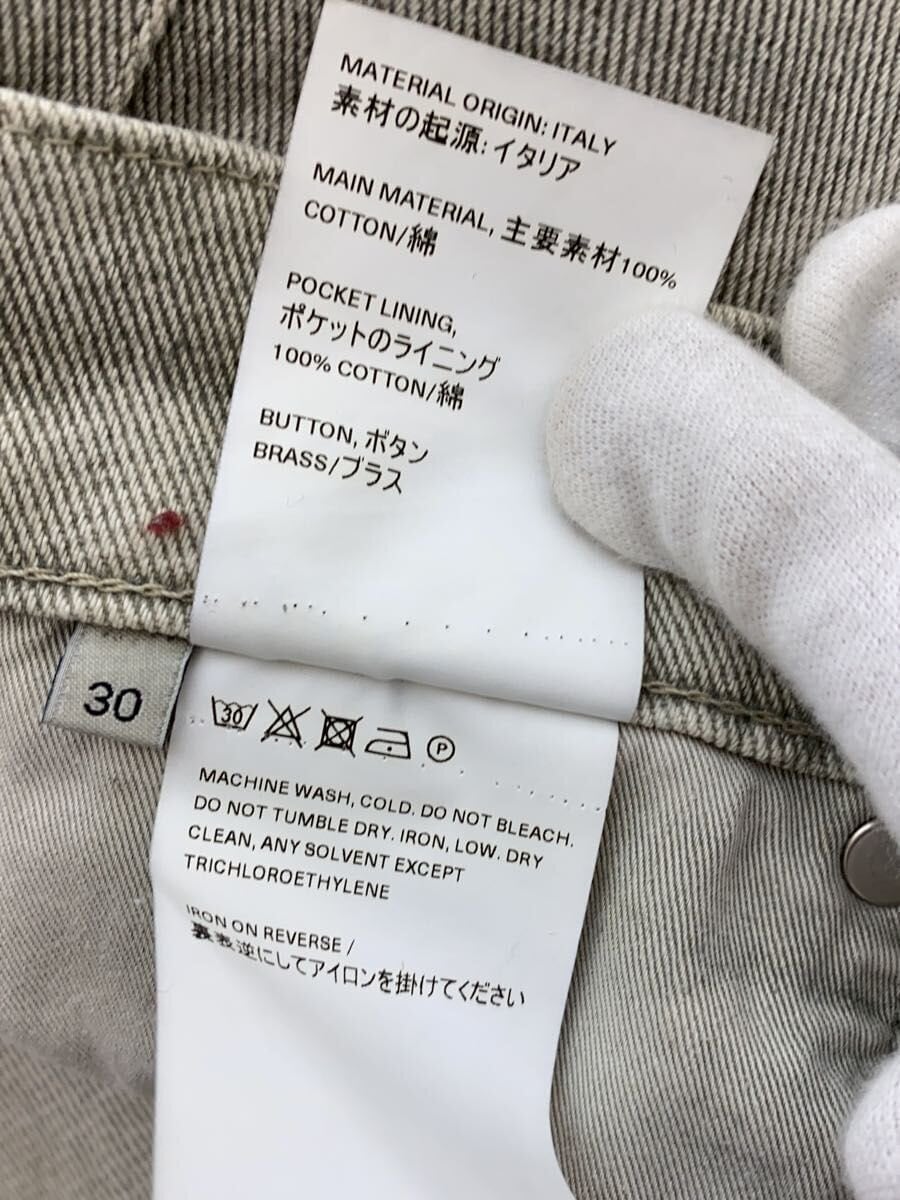 MATERIAL ORIGIN: ITALY
素材の起源: イタリア
MAIN MATERIAL, 主要素材100%
COTTON/綿
POCKET LINING,
ポケットのライニング
100% COTTON/綿
BUTTON, ボタン
BRASS/ブラス
30
30
P
MACHINE WASH, COLD. DO NOT BLEACH.
DO NOT TUMBLE DRY. IRON, LOW. DRY
CLEAN, ANY SOLVENT EXCEPT
TRICHLOROETHYLENE
IRON ON REVERSE /
裏表逆にしてアイロンを掛けてください